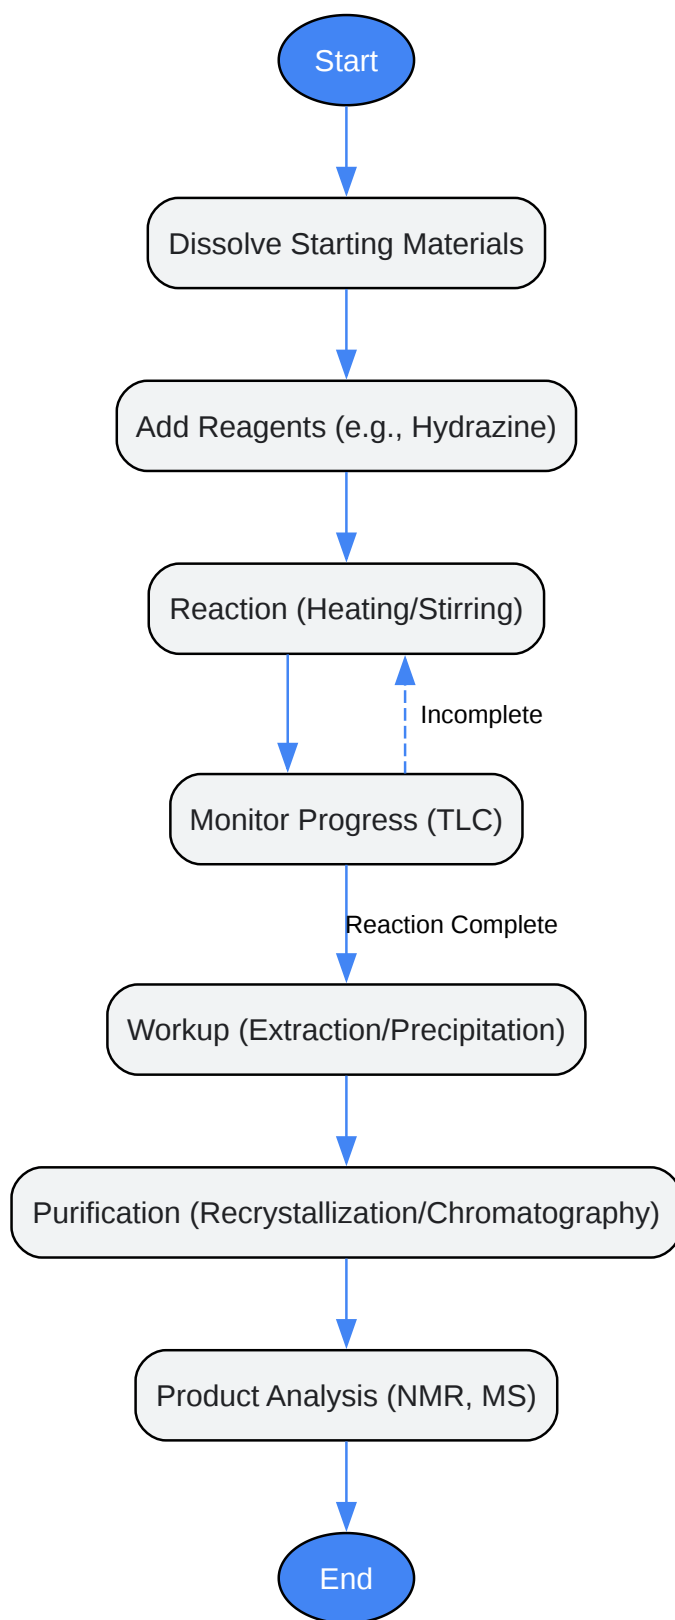 Start
Dissolve Starting Materials
Add Reagents (e.g., Hydrazine)
Reaction (Heating/Stirring)
Incomplete
Monitor Progress (TLC)
Reaction Complete
Workup (Extraction/Precipitation)
Purification (Recrystallization/Chromatography)
Product Analysis (NMR, MS)
End